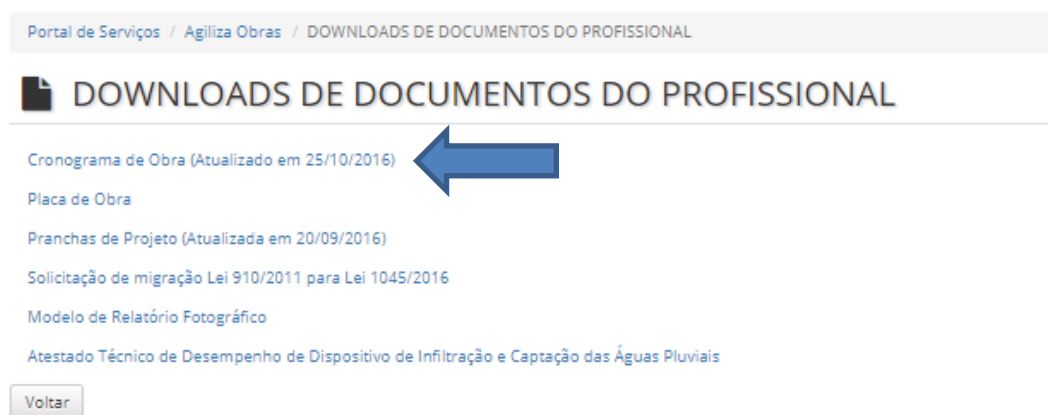 Portal de Serviços / Agiliza Obras / DOWNLOADS DE DOCUMENTOS DO PROFISSIONAL
DOWNLOADS DE DOCUMENTOS DO PROFISSIONAL
Cronograma de Obra (Atualizado em 25/10/2016)
Placa de Obra
Pranchas de Projeto (Atualizada em 20/09/2016)
Solicitação de migração Lei 910/2011 para Lei 1045/2016
Modelo de Relatório Fotográfico
Atestado Técnico de Desempenho de Dispositivo de Infiltração e Captação das Águas Pluviais
Voltar